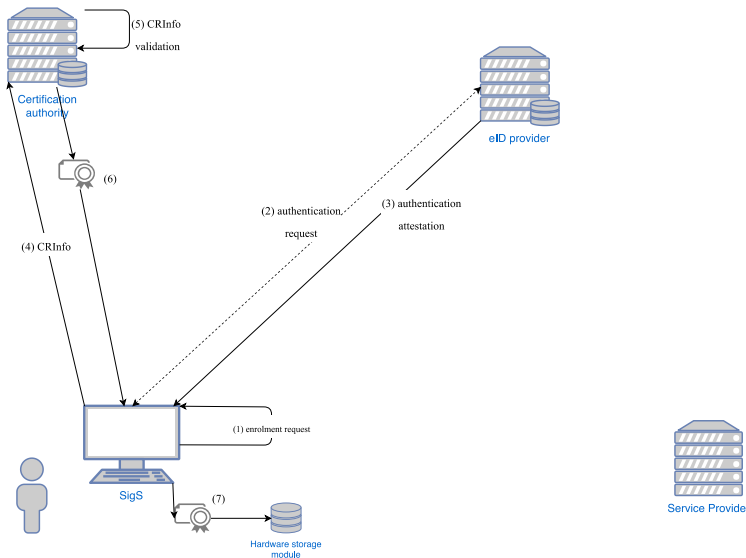 (5) CRInfo
validation
Certification
authority
eID provider
(6)
(2) authentication
request
(3) authentication
attestation
(4) CRInfo
(1) enrolment request
SigS
(7)
Service Provide
Hardware storage
module